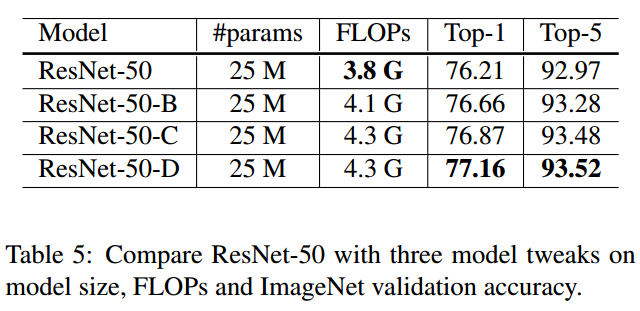 Model #params FLOPs Top-1 Top-5
ResNet-50 25 M 3.8 G 76.21 92.97
ResNet-50-B 25 M 4.1 G 76.66 93.28
ResNet-50-C 25 M 4.3 G 76.87 93.48
ResNet-50-D 25 M 4.3 G 77.16 93.52
Table 5: Compare ResNet-50 with three model tweaks on
model size, FLOPs and ImageNet validation accuracy.